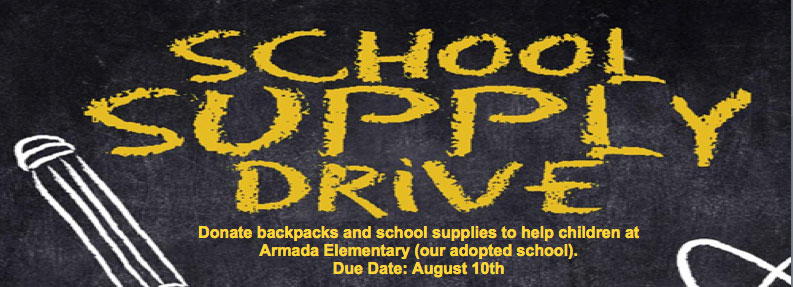 SCHOOL
SUPPLY
DRiVE
Donate backpacks and school supplies to help children at
Armada Elementary (our adopted school).
Due Date: August 10th